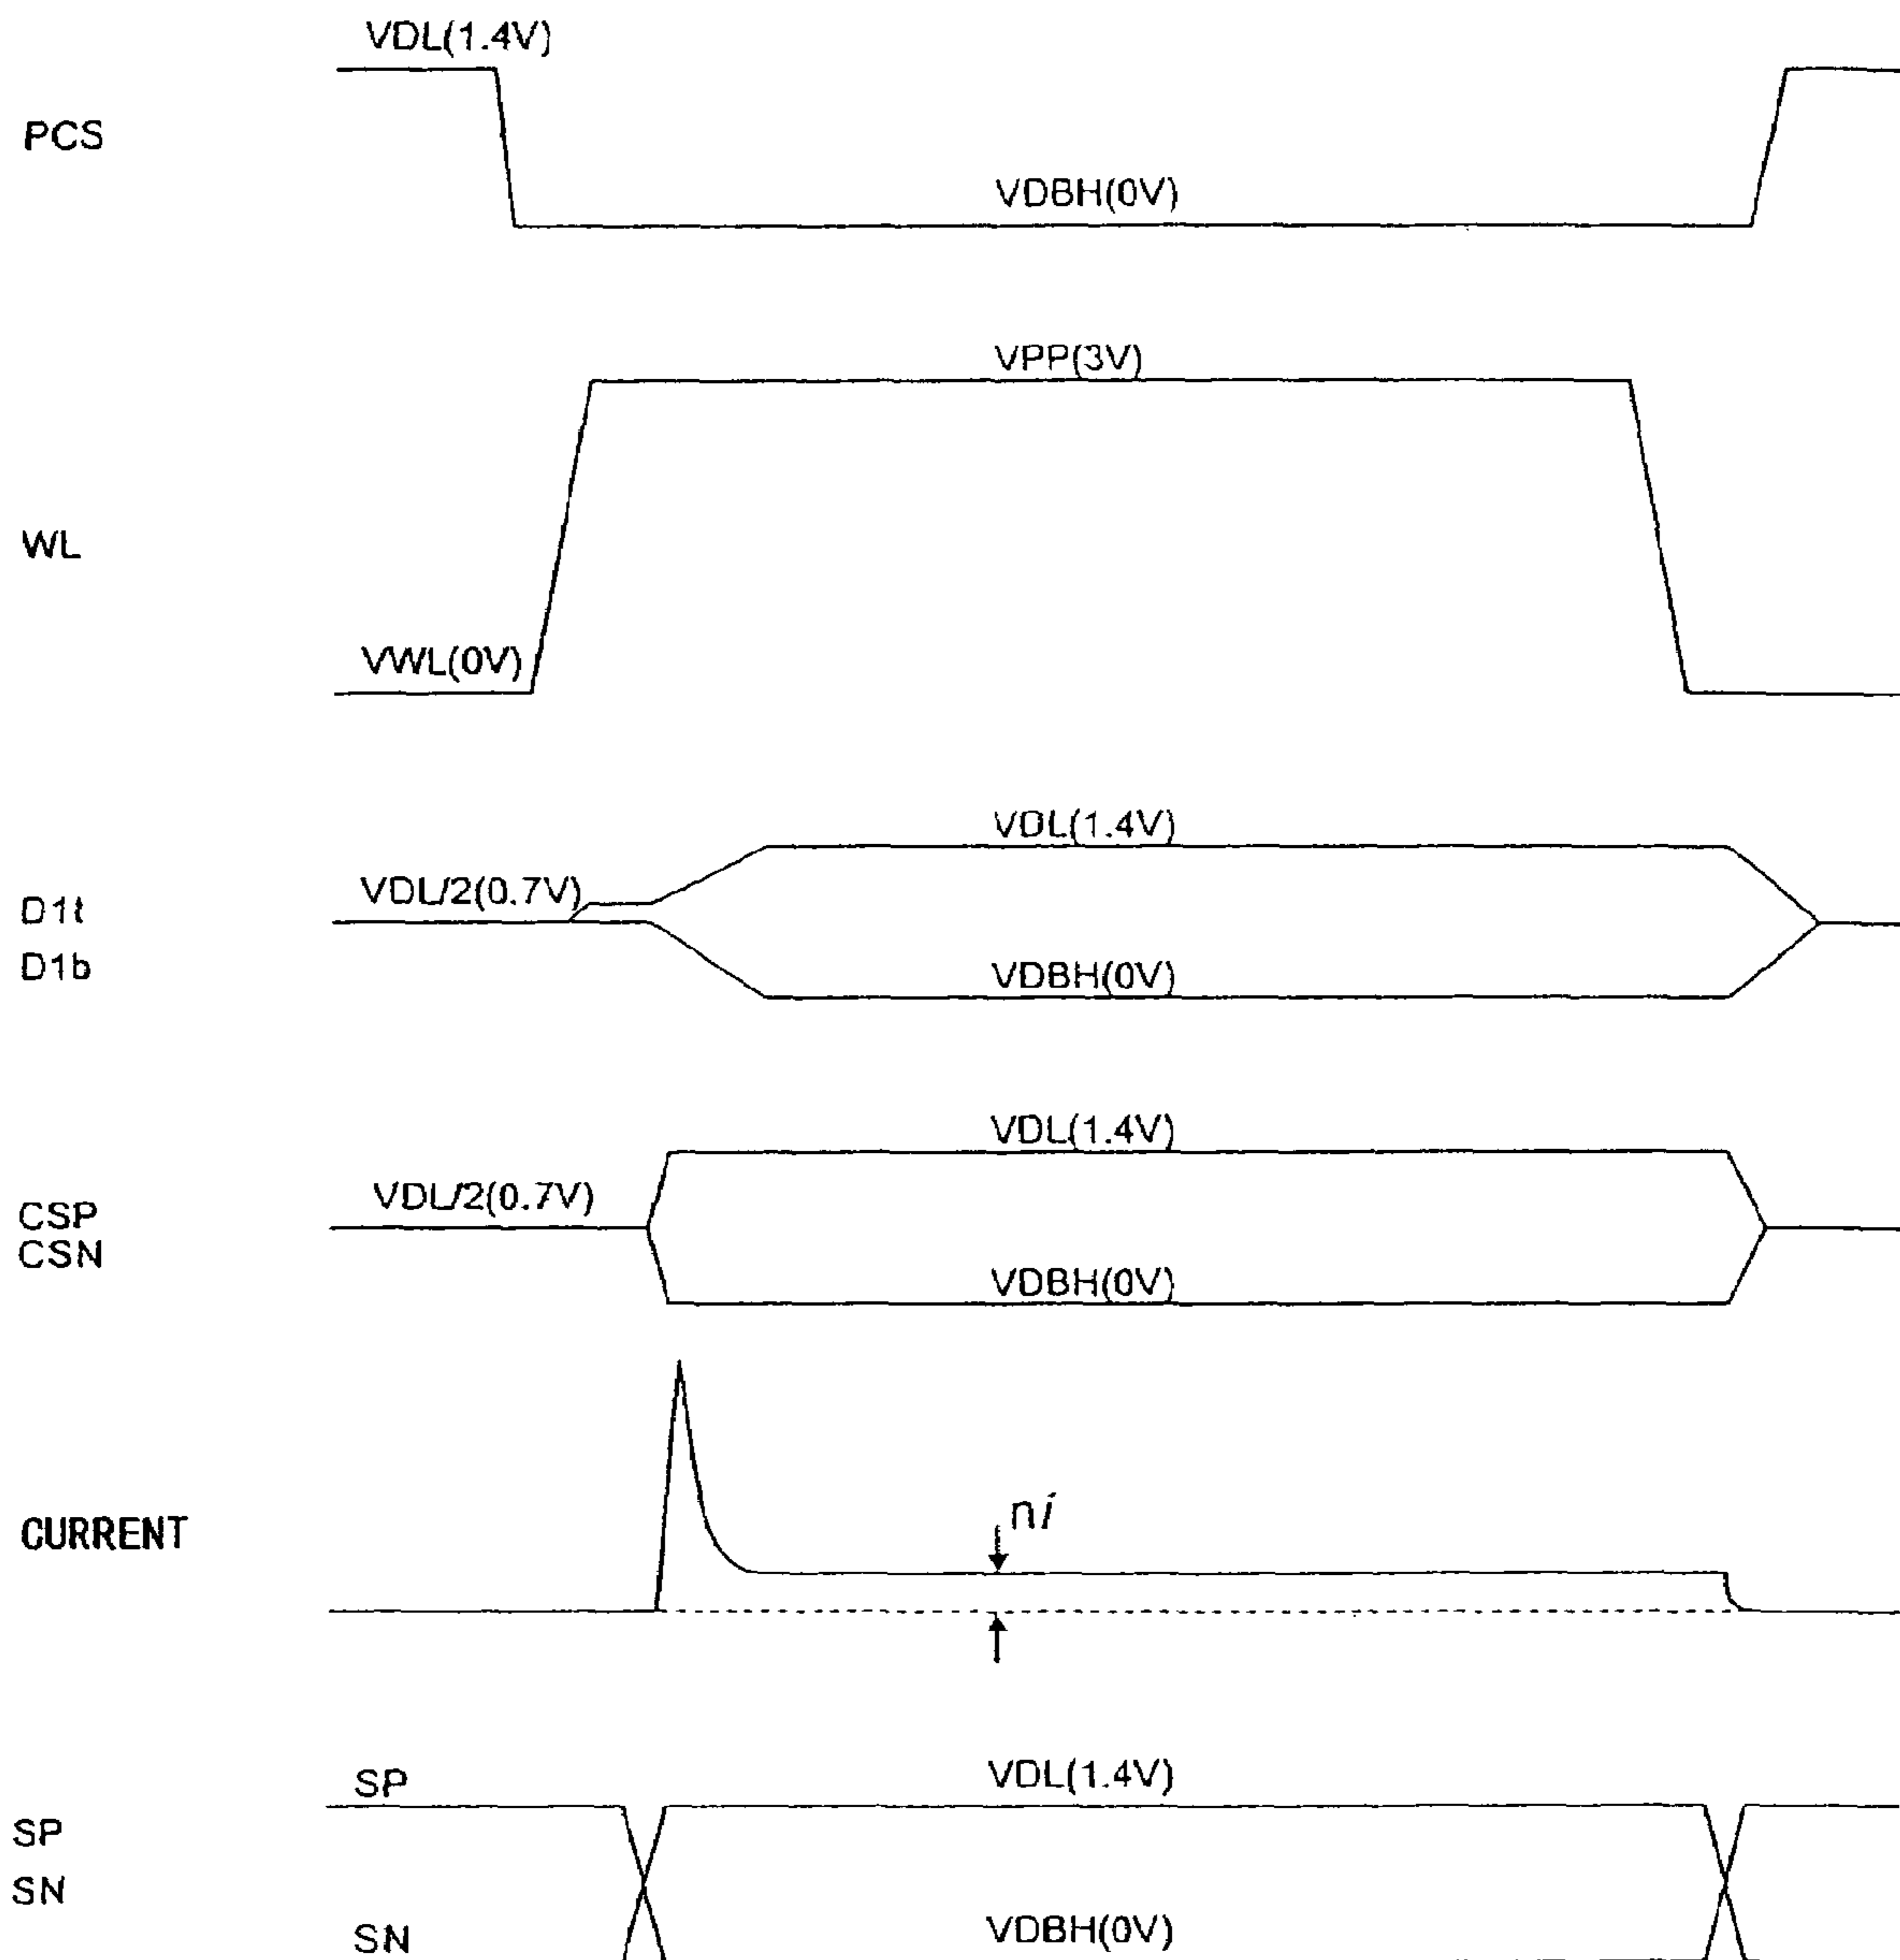 VDL(1.4V)
PCS
VDBH(0V)
VPP(3V)
WL
VWL(0V)
VDL(1.4V)
VDL/2(0.7V)
D1t
D1b
VDBH(0V)
VDL(1.4V)
VDL/2(0.7V)
CSP
CSN
VDBH(0V)
ni
CURRENT
SP
VDL(1.4V)
SP
SN
SN
VDBH(0V)